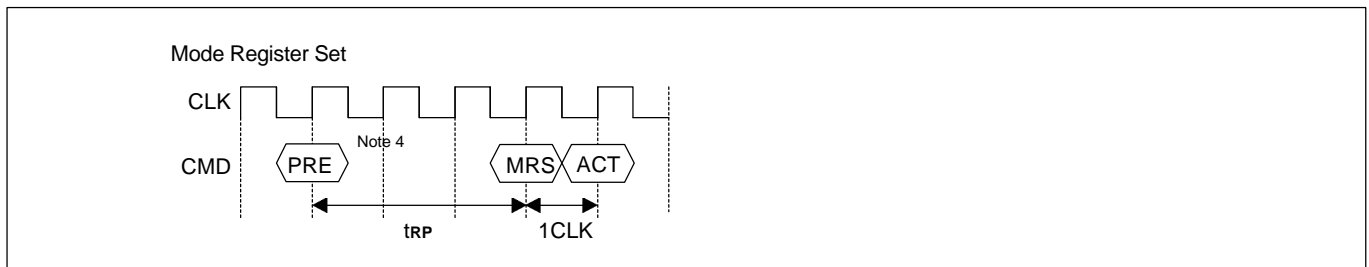 Mode Register Set
CLK
Note 4
CMD PRE MRS ACT
tRP 1CLK